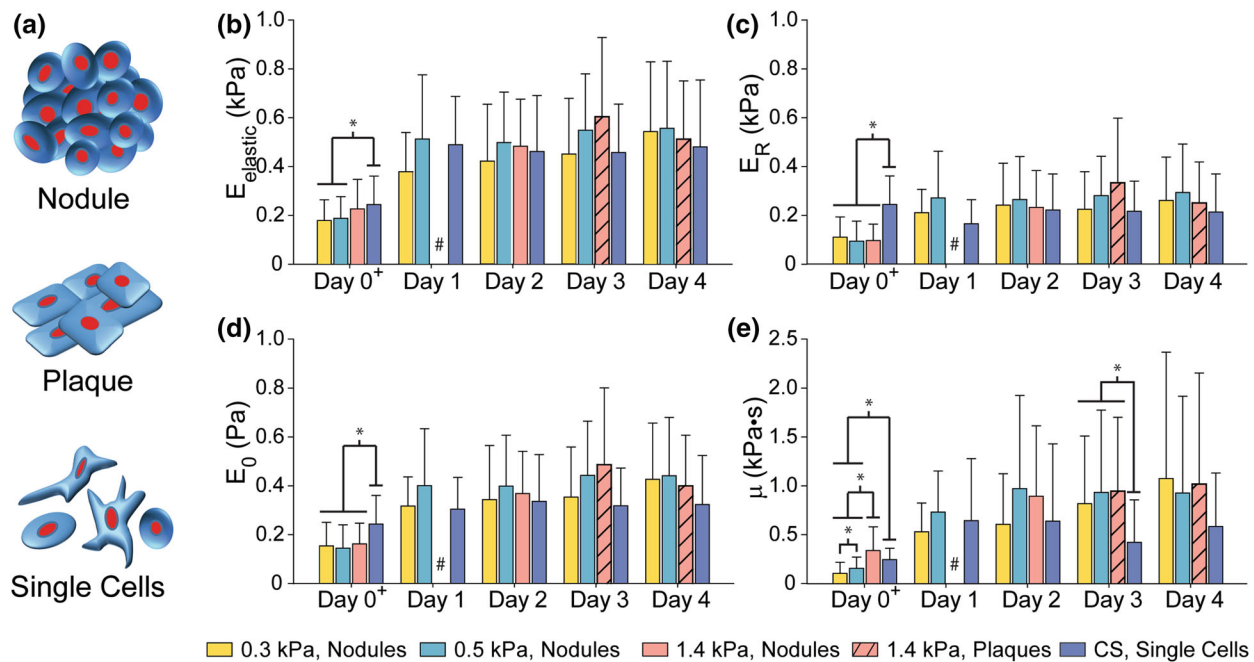 (a)
Nodule
Plaque
Single Cells
(b)
E_elastic (kPa)
1.0
0.8
0.6
0.4
0.2
0
*
#
Day 0⁺ Day 1 Day 2 Day 3 Day 4
(c)
E_R (kPa)
1.0
0.8
0.6
0.4
0.2
0
*
#
Day 0⁺ Day 1 Day 2 Day 3 Day 4
(d)
E_0 (Pa)
1.0
0.8
0.6
0.4
0.2
0
*
#
Day 0⁺ Day 1 Day 2 Day 3 Day 4
(e)
μ (kPa•s)
2.5
2.0
1.5
1.0
0.5
0
*
*
*
*
#
Day 0⁺ Day 1 Day 2 Day 3 Day 4
0.3 kPa, Nodules 0.5 kPa, Nodules 1.4 kPa, Nodules 1.4 kPa, Plaques CS, Single Cells